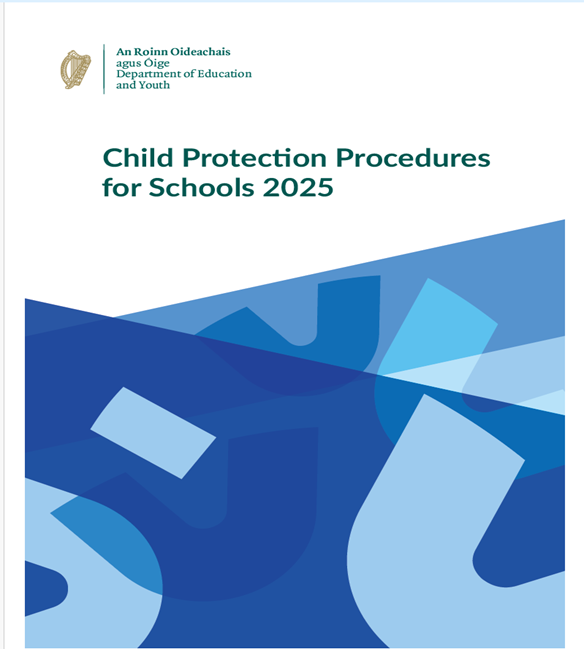 An Roinn Oideachais
agus Óige
Department of Education
and Youth
Child Protection Procedures
for Schools 2025